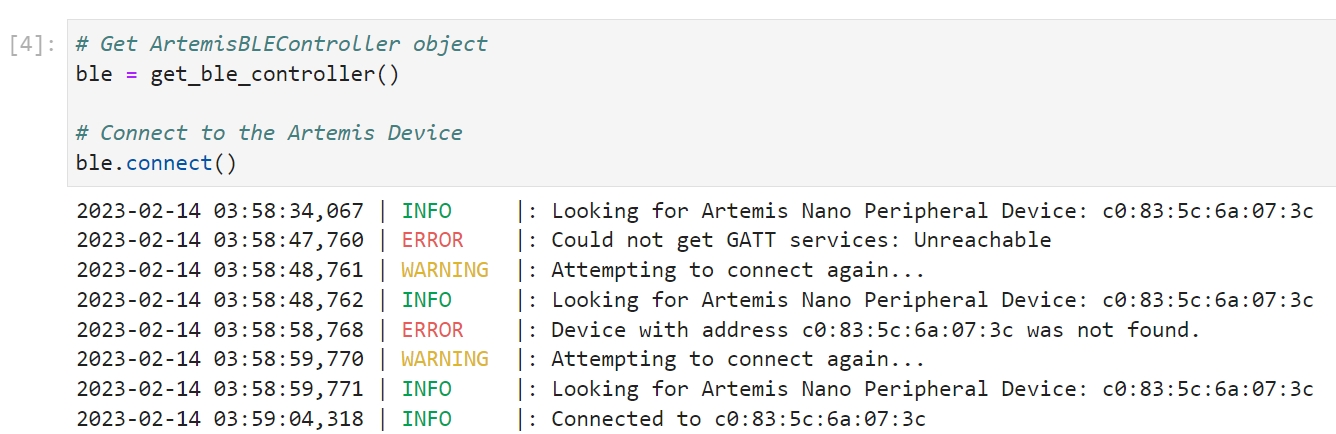 [4]: # Get ArtemisBLEController object
ble = get_ble_controller()
# Connect to the Artemis Device
ble.connect()
2023-02-14 03:58:34,067 | INFO     |: Looking for Artemis Nano Peripheral Device: c0:83:5c:6a:07:3c
2023-02-14 03:58:47,760 | ERROR    |: Could not get GATT services: Unreachable
2023-02-14 03:58:48,761 | WARNING  |: Attempting to connect again...
2023-02-14 03:58:48,762 | INFO     |: Looking for Artemis Nano Peripheral Device: c0:83:5c:6a:07:3c
2023-02-14 03:58:58,768 | ERROR    |: Device with address c0:83:5c:6a:07:3c was not found.
2023-02-14 03:58:59,770 | WARNING  |: Attempting to connect again...
2023-02-14 03:58:59,771 | INFO     |: Looking for Artemis Nano Peripheral Device: c0:83:5c:6a:07:3c
2023-02-14 03:59:04,318 | INFO     |: Connected to c0:83:5c:6a:07:3c